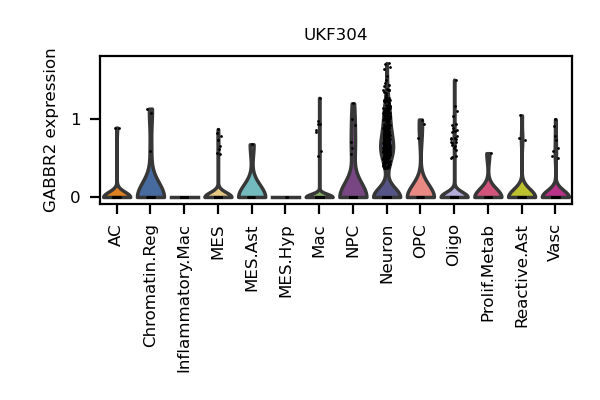 UKF304
GABBR2 expression
1
0
AC
Chromatin.Reg
Inflammatory.Mac
MES
MES.Ast
MES.Hyp
Mac
NPC
Neuron
OPC
Oligo
Prolif.Metab
Reactive.Ast
Vasc